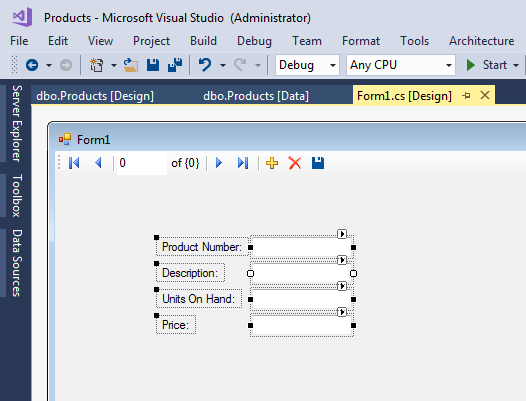 Products - Microsoft Visual Studio (Administrator)
File Edit View Project Build Debug Team Format Tools Architecture
Debug Any CPU Start
Server Explorer
Toolbox
Data Sources
dbo.Products [Design] dbo.Products [Data] Form1.cs [Design]
Form1
0 of {0}
Product Number:
Description:
Units On Hand:
Price: